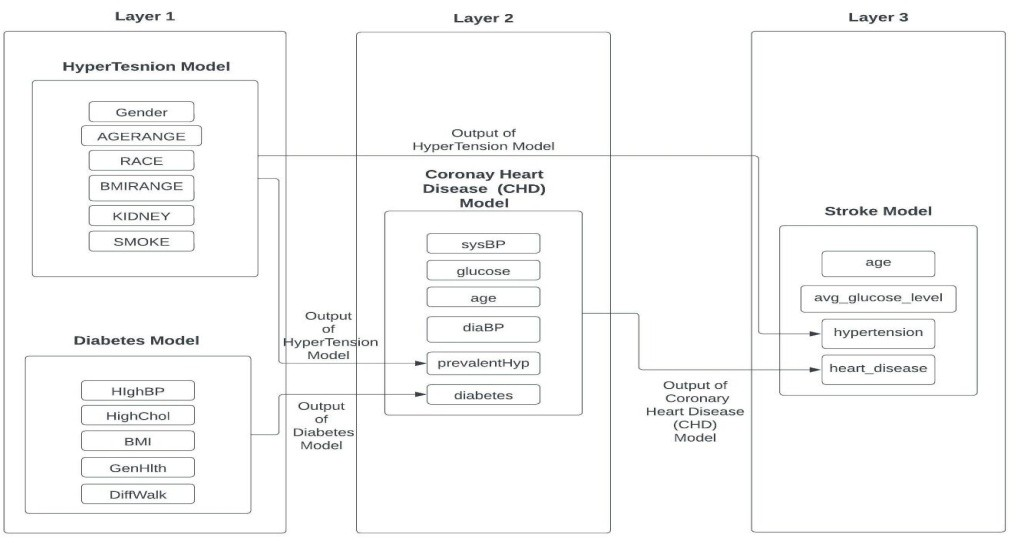 Layer 1
Layer 2
Layer 3
HyperTesnion Model
Gender
AGERANGE
RACE
BMIRANGE
KIDNEY
SMOKE
Diabetes Model
HIghBP
HighChol
BMI
GenHlth
DiffWalk
Output of
HyperTension Model
Output
of
HyperTension
Model
Output
of
Diabetes
Model
Coronay Heart
Disease (CHD)
Model
sysBP
glucose
age
diaBP
prevalentHyp
diabetes
Output of
Coronary
Heart Disease
(CHD)
Model
Stroke Model
age
avg_glucose_level
hypertension
heart_disease